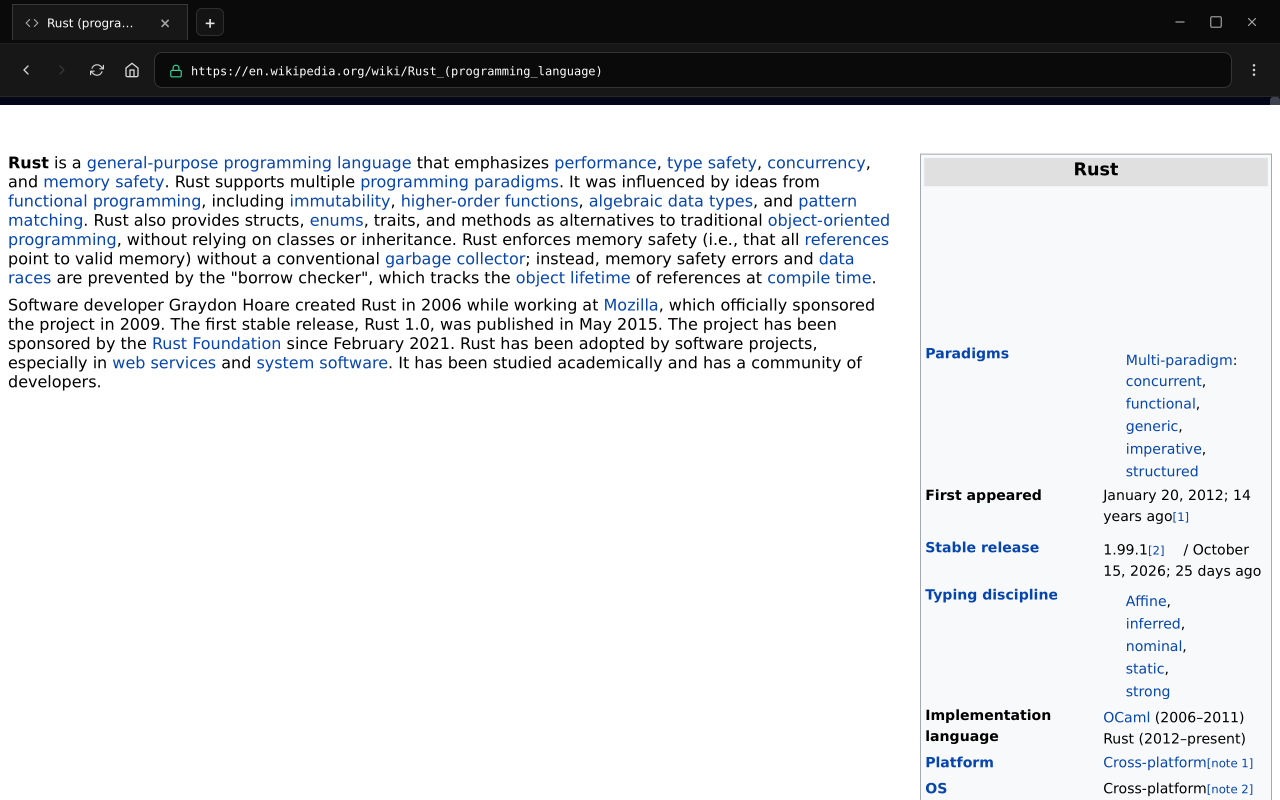 Rust (progra...
https://en.wikipedia.org/wiki/Rust_(programming_language)
Rust is a general-purpose programming language that emphasizes performance, type safety, concurrency,
and memory safety. Rust supports multiple programming paradigms. It was influenced by ideas from
functional programming, including immutability, higher-order functions, algebraic data types, and pattern
matching. Rust also provides structs, enums, traits, and methods as alternatives to traditional object-oriented
programming, without relying on classes or inheritance. Rust enforces memory safety (i.e., that all references
point to valid memory) without a conventional garbage collector; instead, memory safety errors and data
races are prevented by the "borrow checker", which tracks the object lifetime of references at compile time.
Software developer Graydon Hoare created Rust in 2006 while working at Mozilla, which officially sponsored
the project in 2009. The first stable release, Rust 1.0, was published in May 2015. The project has been
sponsored by the Rust Foundation since February 2021. Rust has been adopted by software projects,
especially in web services and system software. It has been studied academically and has a community of
developers.
Rust
Paradigms
Multi-paradigm:
concurrent,
functional,
generic,
imperative,
structured
First appeared
January 20, 2012; 14
years ago[1]
Stable release
1.99.1[2] / October
15, 2026; 25 days ago
Typing discipline
Affine,
inferred,
nominal,
static,
strong
Implementation
language
OCaml (2006–2011)
Rust (2012–present)
Platform
Cross-platform[note 1]
OS
Cross-platform[note 2]